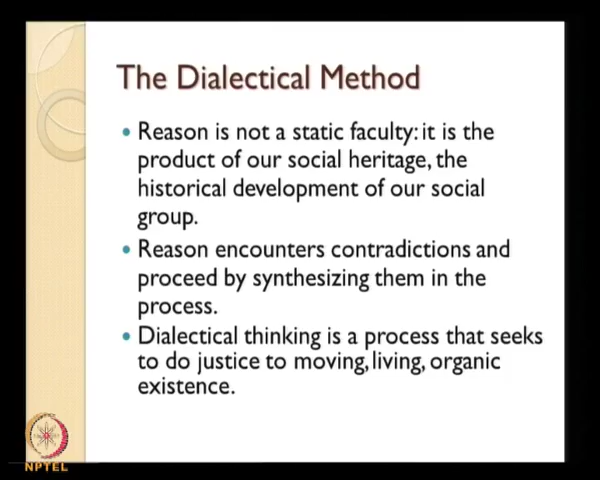 The Dialectical Method
Reason is not a static faculty: it is the
product of our social heritage, the
historical development of our social
group.
Reason encounters contradictions and
proceed by synthesizing them in the
process.
Dialectical thinking is a process that seeks
to do justice to moving, living, organic
existence.
NPTEL